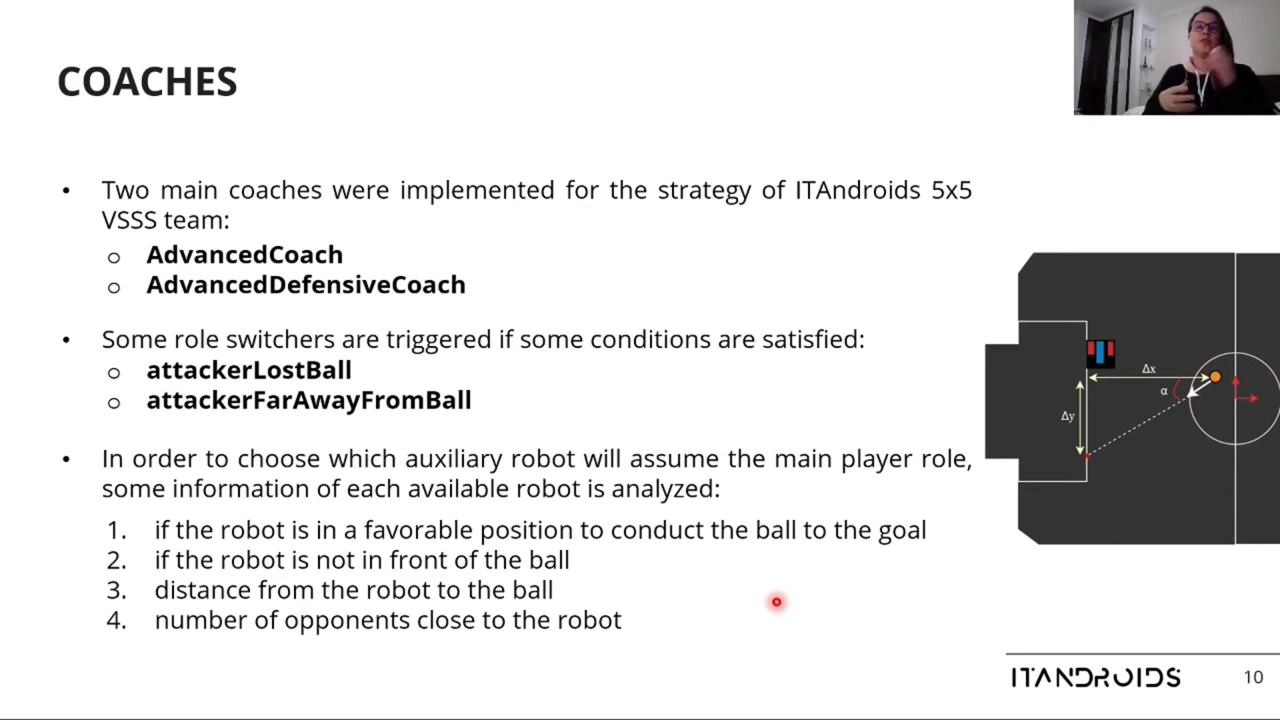 COACHES
• Two main coaches were implemented for the strategy of ITAndroids 5x5
VSSS team:
o AdvancedCoach
o AdvancedDefensiveCoach
• Some role switchers are triggered if some conditions are satisfied:
o attackerLostBall
o attackerFarAwayFromBall
• In order to choose which auxiliary robot will assume the main player role,
some information of each available robot is analyzed:
1. if the robot is in a favorable position to conduct the ball to the goal
2. if the robot is not in front of the ball
3. distance from the robot to the ball
4. number of opponents close to the robot
Δx
α
Δy
ITANDROIDS
10